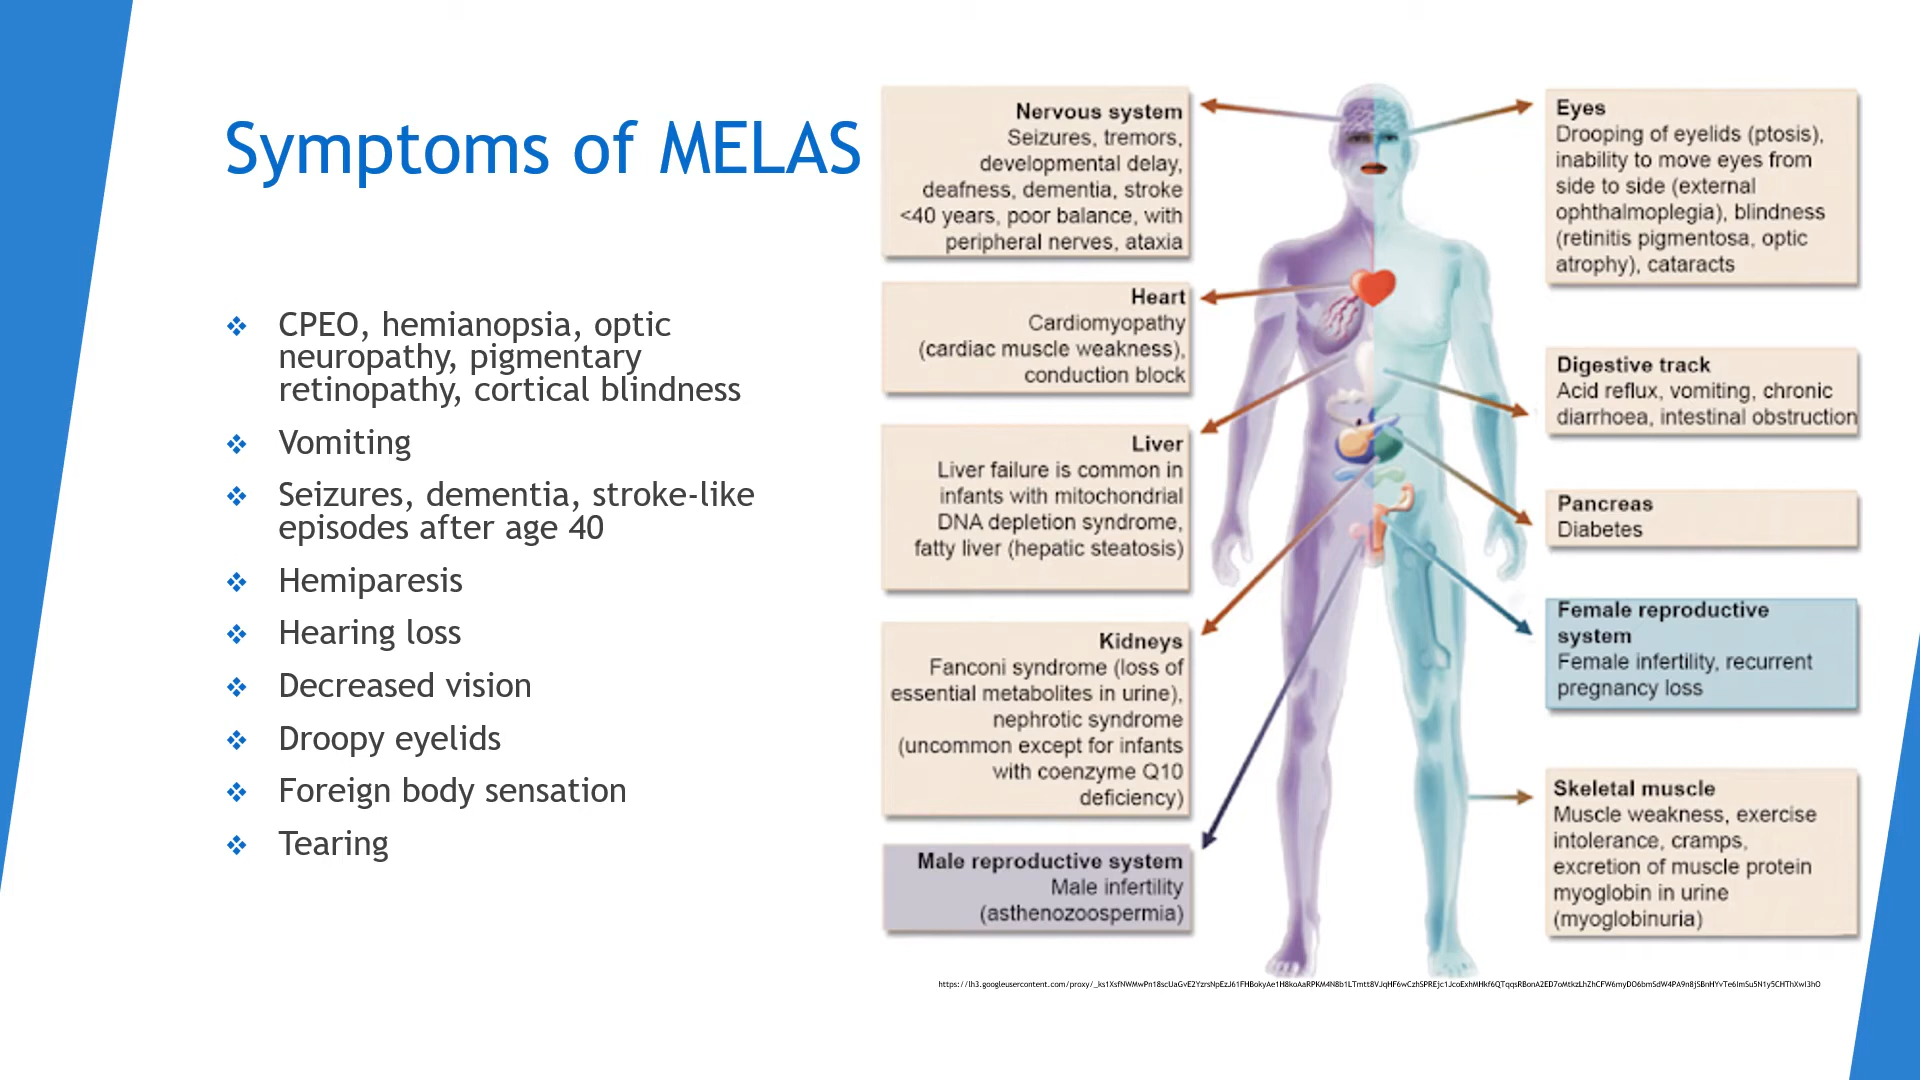 Symptoms of MELAS
CPEO, hemianopsia, optic
neuropathy, pigmentary
retinopathy, cortical blindness
Vomiting
Seizures, dementia, stroke-like
episodes after age 40
Hemiparesis
Hearing loss
Decreased vision
Droopy eyelids
Foreign body sensation
Tearing
Nervous system
Seizures, tremors,
developmental delay,
deafness, dementia, stroke
<40 years, poor balance, with
peripheral nerves, ataxia
Heart
Cardiomyopathy
(cardiac muscle weakness),
conduction block
Liver
Liver failure is common in
infants with mitochondrial
DNA depletion syndrome,
fatty liver (hepatic steatosis)
Kidneys
Fanconi syndrome (loss of
essential metabolites in urine),
nephrotic syndrome
(uncommon except for infants
with coenzyme Q10
deficiency)
Male reproductive system
Male infertility
(asthenozoospermia)
Eyes
Drooping of eyelids (ptosis),
inability to move eyes from
side to side (external
ophthalmoplegia), blindness
(retinitis pigmentosa, optic
atrophy), cataracts
Digestive track
Acid reflux, vomiting, chronic
diarrhoea, intestinal obstruction
Pancreas
Diabetes
Female reproductive
system
Female infertility, recurrent
pregnancy loss
Skeletal muscle
Muscle weakness, exercise
intolerance, cramps,
excretion of muscle protein
myoglobin in urine
(myoglobinuria)